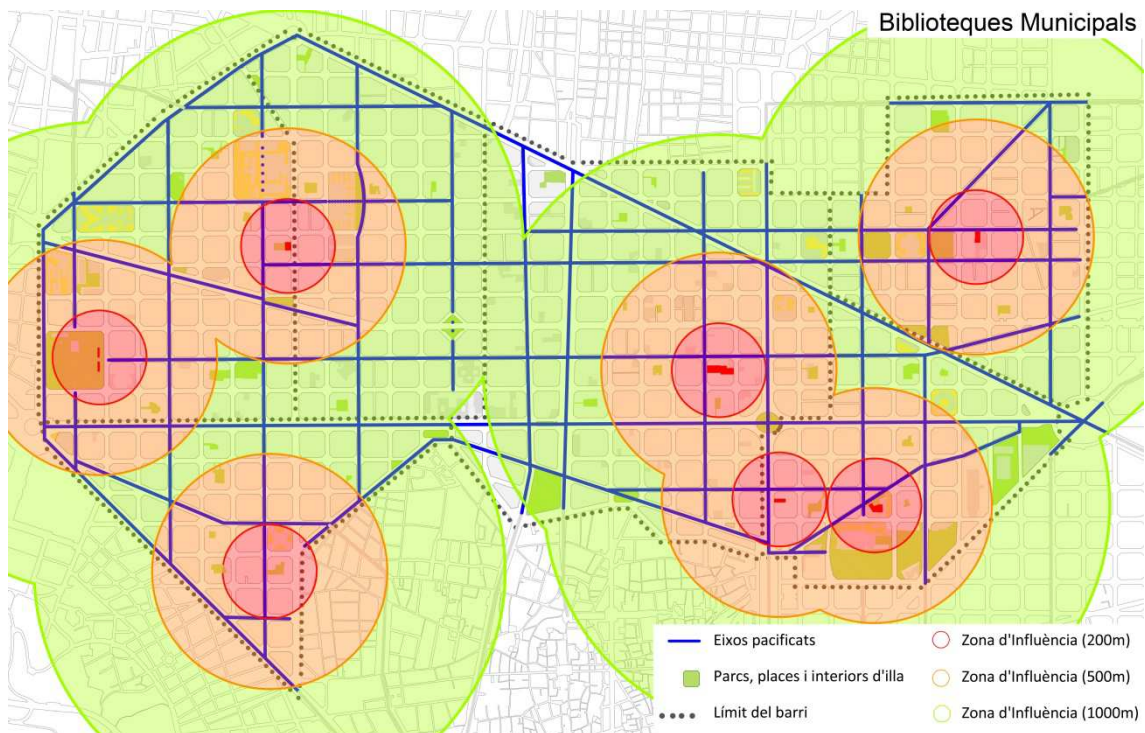 Biblioteques Municipals
Eixos pacificats
Parcs, places i interiors d'illa
Límit del barri
Zona d'Influència (200m)
Zona d'Influència (500m)
Zona d'Influència (1000m)